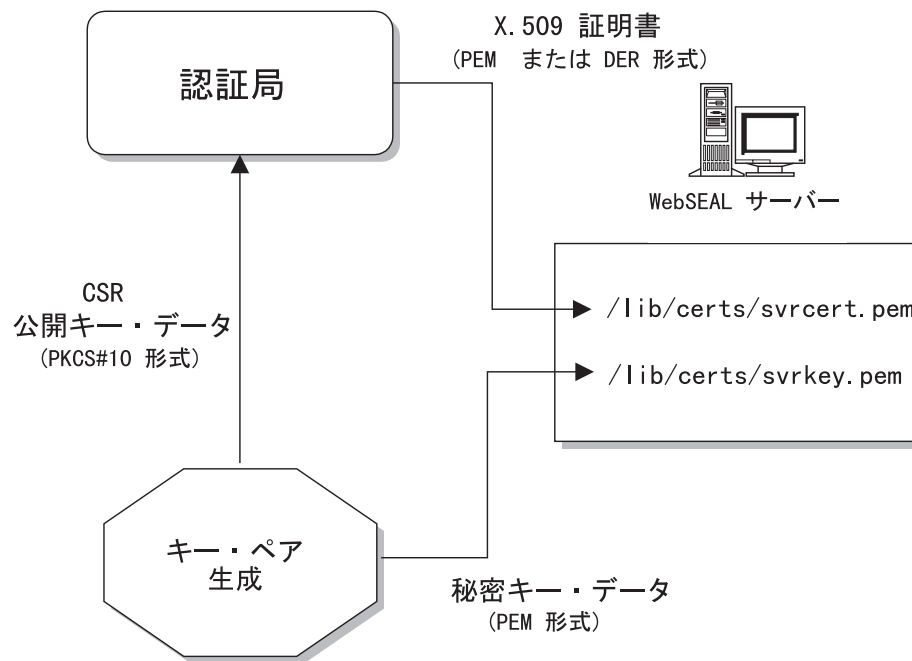 X.509 証明書
(PEM または DER 形式)
認証局
WebSEAL サーバー
CSR
公開キー・データ
(PKCS#10 形式)
/lib/certs/svrcert.pem
/lib/certs/svrkey.pem
キー・ペア
生成
秘密キー・データ
(PEM 形式)